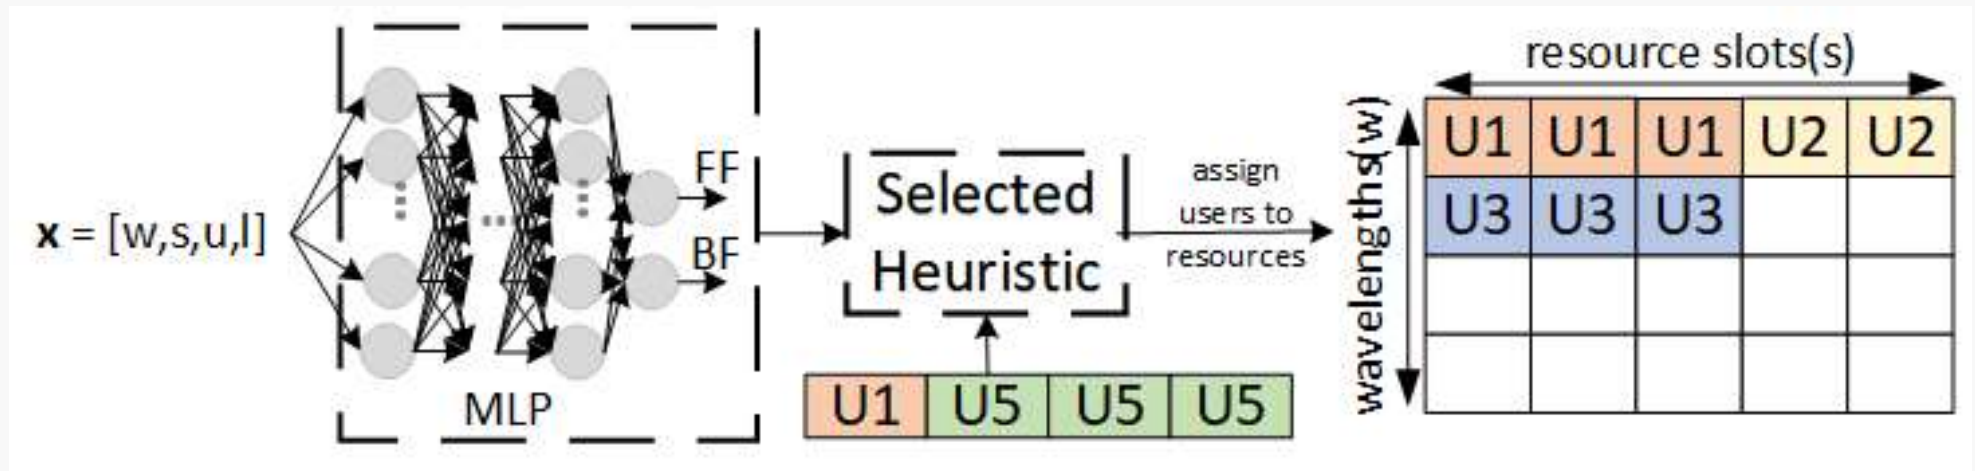 x = [w,s,u,l]
MLP
FF
BF
Selected
Heuristic
U1 U5 U5 U5
assign
users to
resources
resource slots(s)
wavelengths(w)
U1 U1 U1 U2 U2
U3 U3 U3